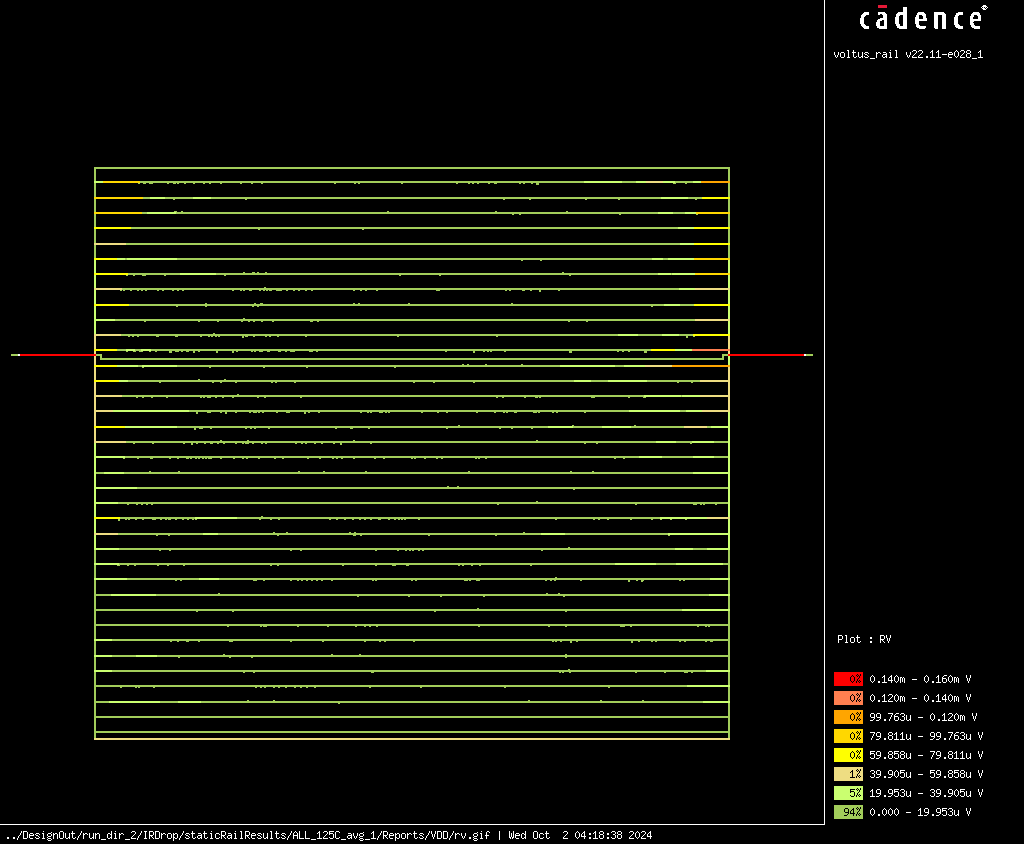 cādence®
voltus_rail v22.11-e028_1
Plot : RV
0% 0.140m - 0.160m V
0% 0.120m - 0.140m V
0% 99.763u - 0.120m V
0% 79.811u - 99.763u V
0% 59.858u - 79.811u V
1% 39.905u - 59.858u V
5% 19.953u - 39.905u V
94% 0.000 - 19.953u V
../DesignOut/run_dir_2/IRDrop/staticRailResults/ALL_125C_avg_1/Reports/VDD/rv.gif | Wed Oct  2 04:18:38 2024